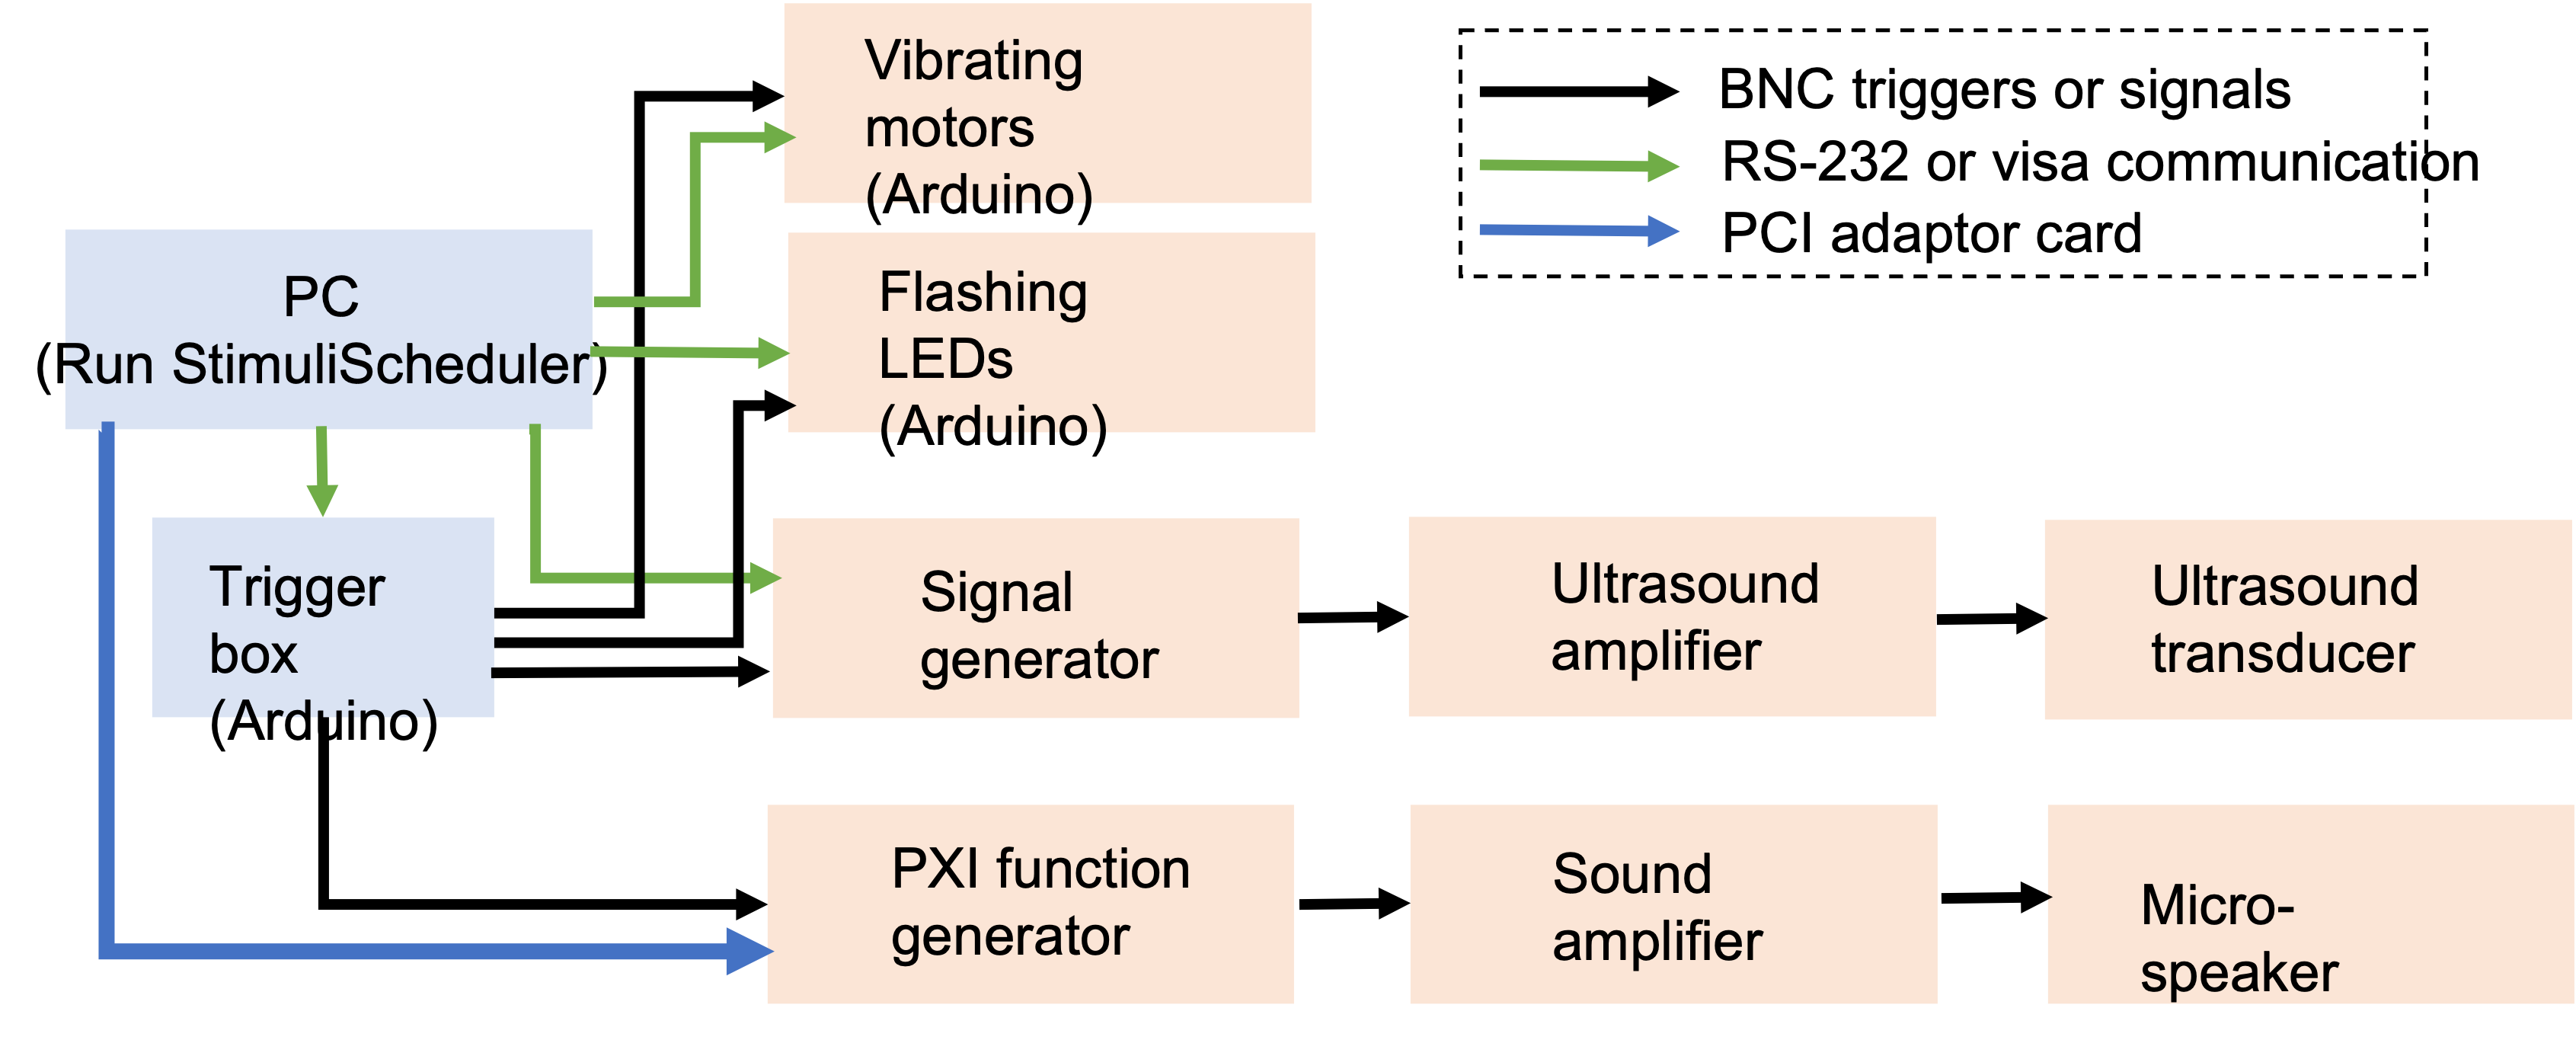 Vibrating
motors
(Arduino)
BNC triggers or signals
RS-232 or visa communication
PCI adaptor card
PC
(Run StimuliScheduler)
Flashing
LEDs
(Arduino)
Trigger
box
(Arduino)
Signal
generator
Ultrasound
amplifier
Ultrasound
transducer
PXI function
generator
Sound
amplifier
Micro-
speaker